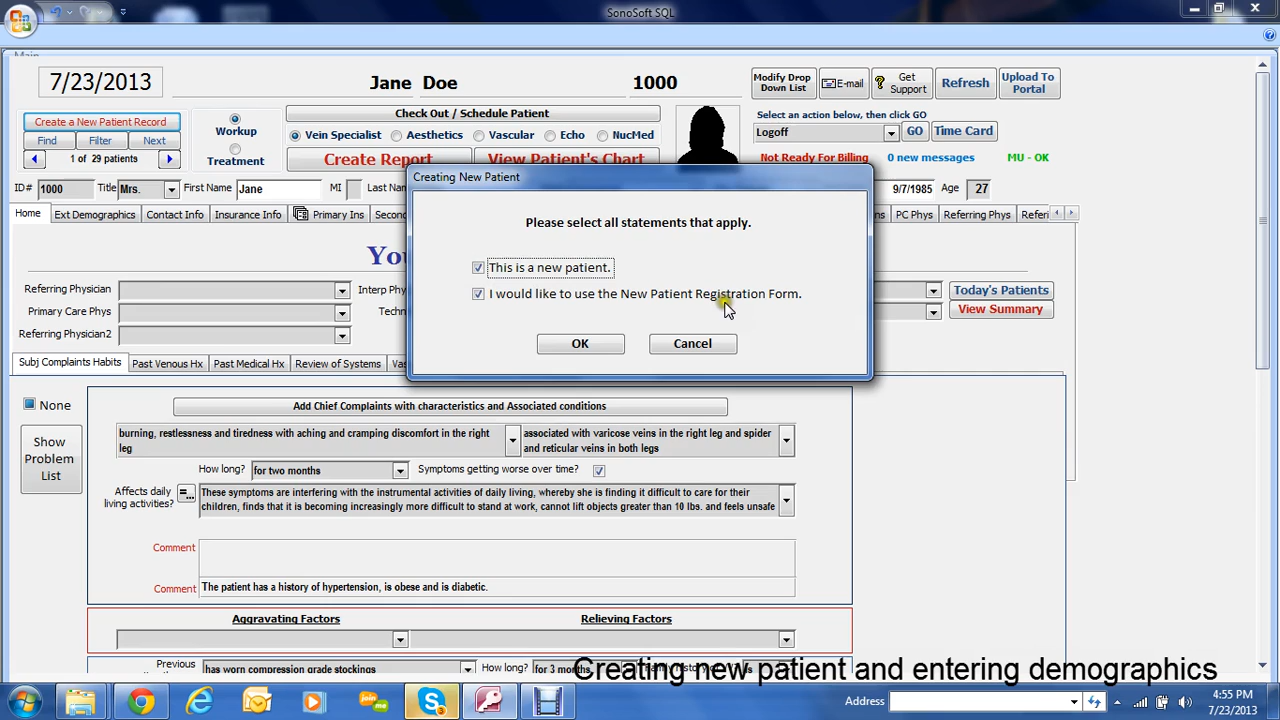 SonoSoft SQL
7/23/2013
Jane Doe
1000
Modify Drop
Down List
E-mail
Get
Support
Refresh
Upload To
Portal
Create a New Patient Record
Find
Filter
Next
1 of 29 patients
Workup
Treatment
Check Out / Schedule Patient
Vein Specialist
Aesthetics
Vascular
Echo
NucMed
Create Report
View Patient's Chart
Select an action below, then click GO
Logoff
GO
Time Card
Not Ready For Billing
0 new messages
MU - OK
ID#
1000
Title
Mrs.
First Name
Jane
MI
Last Na
9/7/1985
Age
27
Home
Ext Demographics
Contact Info
Insurance Info
Primary Ins
Second
ns
PC Phys
Referring Phys
Referi
Creating New Patient
Please select all statements that apply.
This is a new patient.
I would like to use the New Patient Registration Form.
OK
Cancel
You
Referring Physician
Interp Phy
Today's Patients
Primary Care Phys
Techn
View Summary
Referring Physician2
Subj Complaints Habits
Past Venous Hx
Past Medical Hx
Review of Systems
Vas
None
Show
Problem
List
Add Chief Complaints with characteristics and Associated conditions
burning, restlessness and tiredness with aching and cramping discomfort in the right
leg
associated with varicose veins in the right leg and spider
and reticular veins in both legs
How long?
for two months
Symptoms getting worse over time?
Affects daily
living activities?
These symptoms are interfering with the instrumental activities of daily living, whereby she is finding it difficult to care for their
children, finds that it is becoming increasingly more difficult to stand at work, cannot lift objects greater than 10 lbs. and feels unsafe
Comment
Comment
The patient has a history of hypertension, is obese and is diabetic.
Aggravating Factors
Relieving Factors
Previous
has worn compression grade stockings
How long?
for 3 months
Creating new patient and entering demographics
Address
4:55 PM
7/23/2013